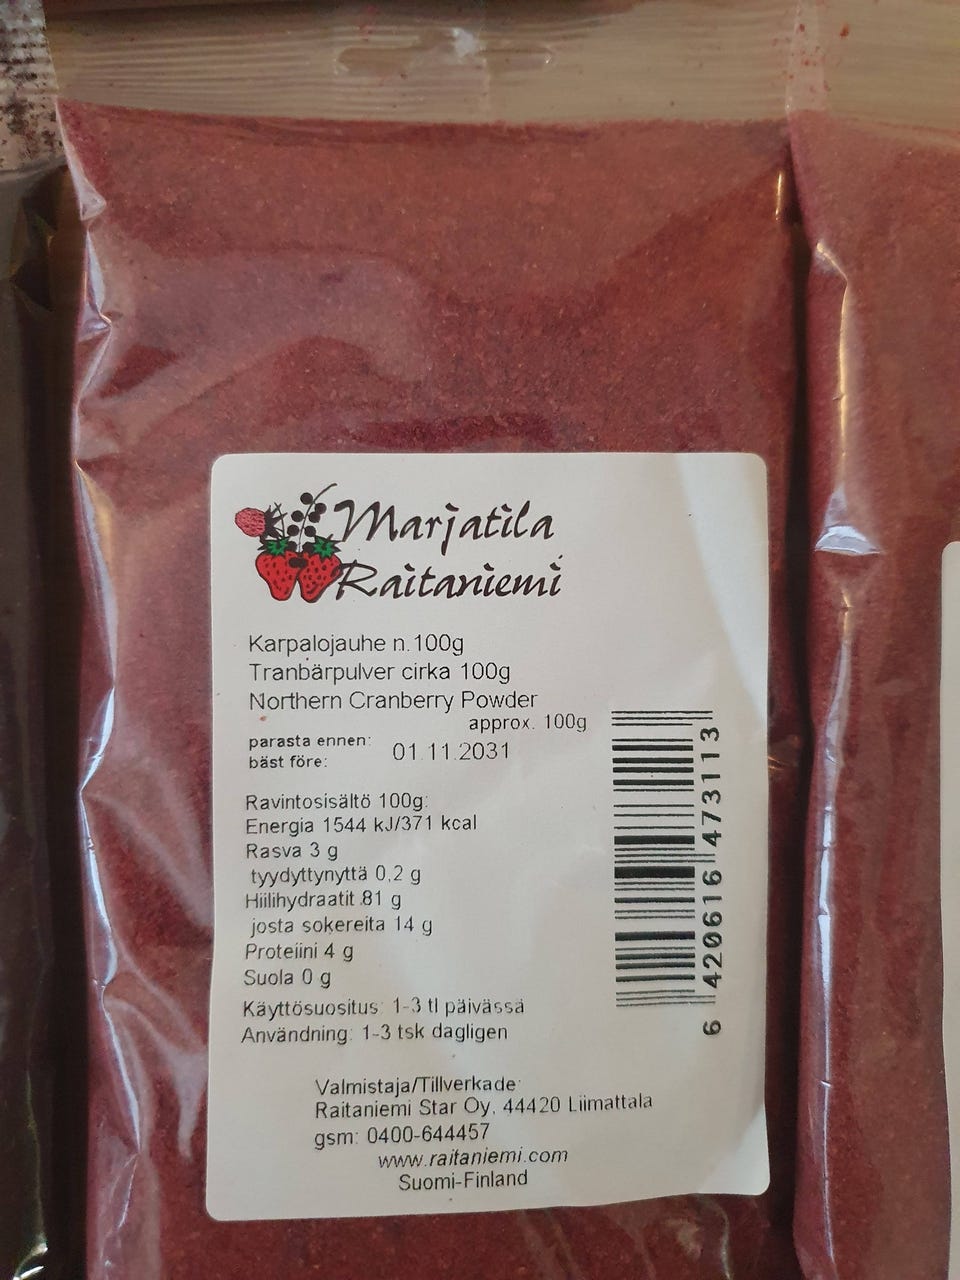 Marjatila
Raitaniemi
Karpalojauhe n.100g
Tranbärpulver cirka 100g
Northern Cranberry Powder
approx. 100g
parasta ennen:
bäst före:
01.11.2031
Ravintosisältö 100g:
Energia 1544 kJ/371 kcal
Rasva 3 g
tyydyttynyttä 0,2 g
Hiilihydraatit 81 g
josta sokereita 14 g
Proteiini 4 g
Suola 0 g
Käyttösuositus: 1-3 tl päivässä
Användning: 1-3 tsk dagligen
Valmistaja/Tillverkade:
Raitaniemi Star Oy, 44420 Liimattala
gsm: 0400-644457
www.raitaniemi.com
Suomi-Finland
6 420616 473113